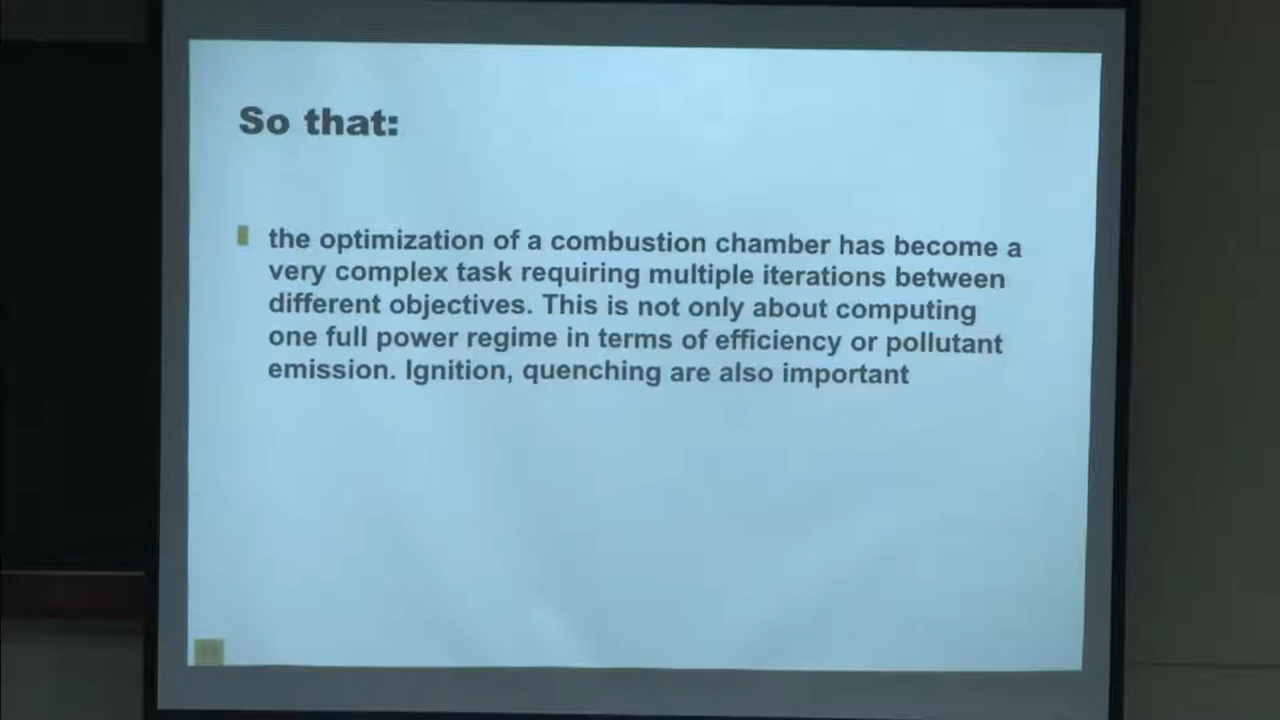 So that:
the optimization of a combustion chamber has become a
very complex task requiring multiple iterations between
different objectives. This is not only about computing
one full power regime in terms of efficiency or pollutant
emission. Ignition, quenching are also important